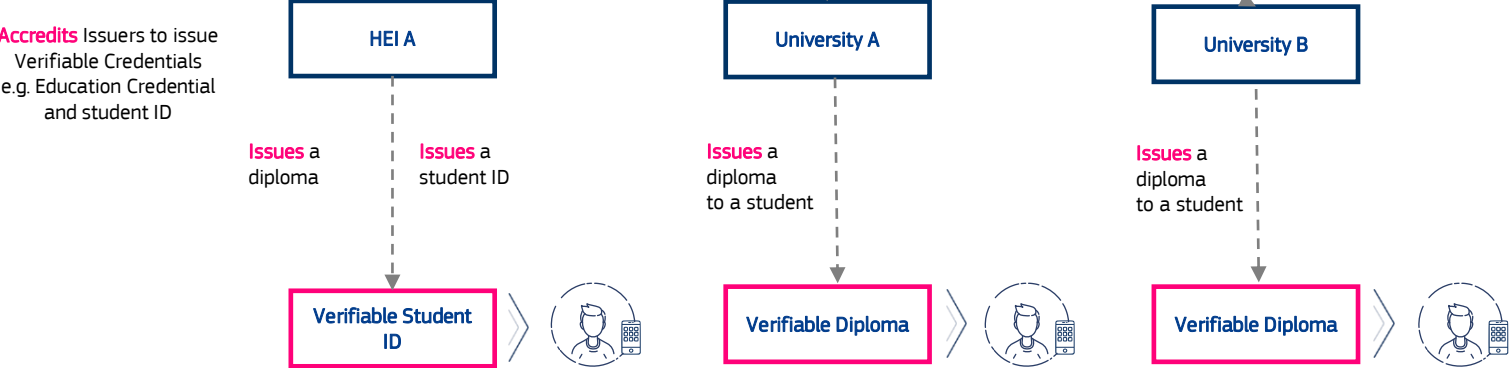 Accredits Issuers to issue
Verifiable Credentials
e.g. Education Credential
and student ID
HEI A
Issues a
diploma
Issues a
student ID
Verifiable Student
ID
University A
Issues a
diploma
to a student
Verifiable Diploma
University B
Issues a
diploma
to a student
Verifiable Diploma